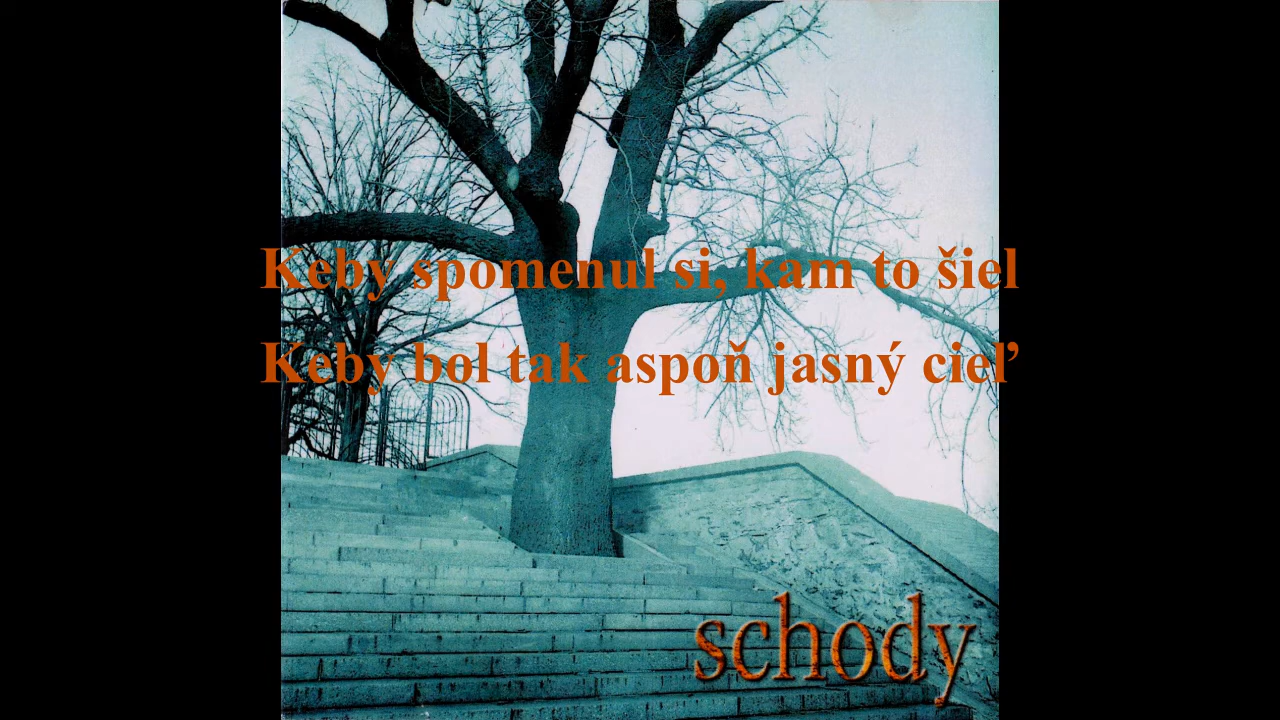 Keby spomenul si, kam to šiel
Keby bol tak aspoň jasný cieľ
schody